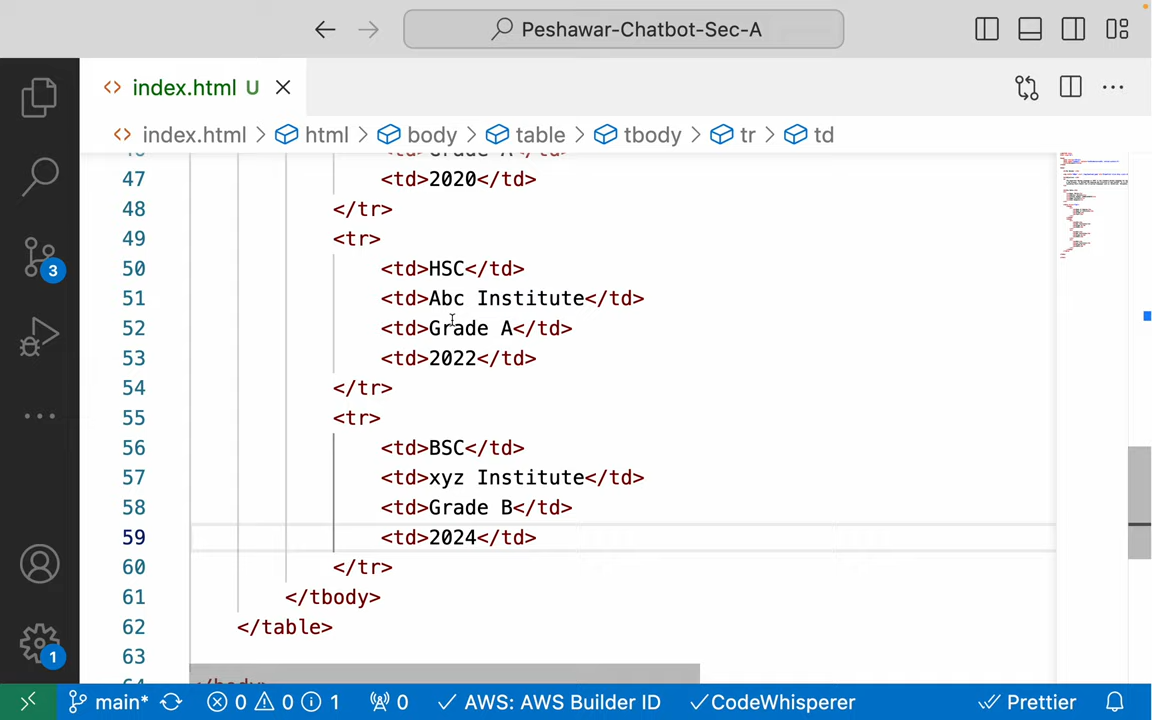 Peshawar-Chatbot-Sec-A
index.html U
index.html > html > body > table > tbody > tr > td
47 <td>2020</td>
48 </tr>
49 <tr>
50 <td>HSC</td>
51 <td>Abc Institute</td>
52 <td>Grade A</td>
53 <td>2022</td>
54 </tr>
55 <tr>
56 <td>BSC</td>
57 <td>xyz Institute</td>
58 <td>Grade B</td>
59 <td>2024</td>
60 </tr>
61 </tbody>
62 </table>
63
3
1
main* 0 0 1 0 AWS: AWS Builder ID CodeWhisperer Prettier